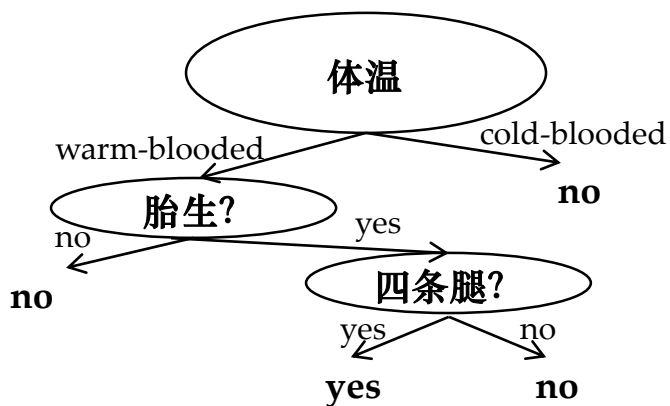 体温
warm-blooded
cold-blooded
no
胎生?
no
yes
no
四条腿?
yes
no
yes
no